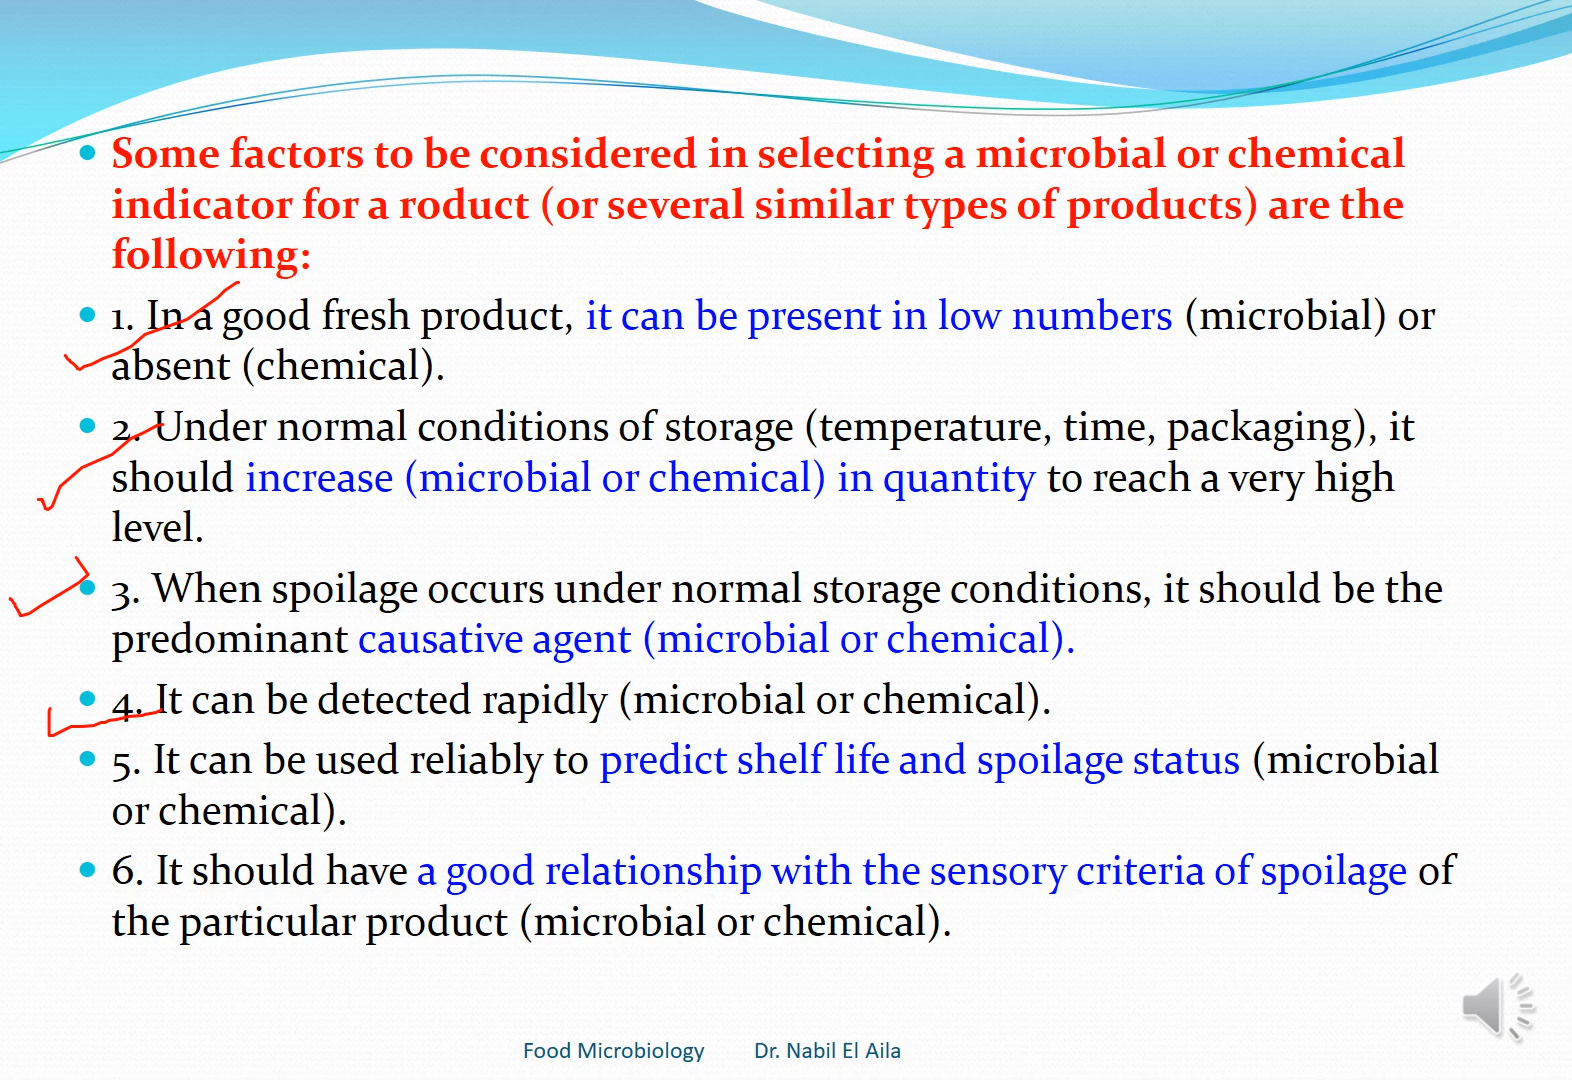 • Some factors to be considered in selecting a microbial or chemical
indicator for a roduct (or several similar types of products) are the
following:
• 1. In a good fresh product, it can be present in low numbers (microbial) or
absent (chemical).
• 2. Under normal conditions of storage (temperature, time, packaging), it
should increase (microbial or chemical) in quantity to reach a very high
level.
• 3. When spoilage occurs under normal storage conditions, it should be the
predominant causative agent (microbial or chemical).
• 4. It can be detected rapidly (microbial or chemical).
• 5. It can be used reliably to predict shelf life and spoilage status (microbial
or chemical).
• 6. It should have a good relationship with the sensory criteria of spoilage of
the particular product (microbial or chemical).
Food Microbiology Dr. Nabil El Aila